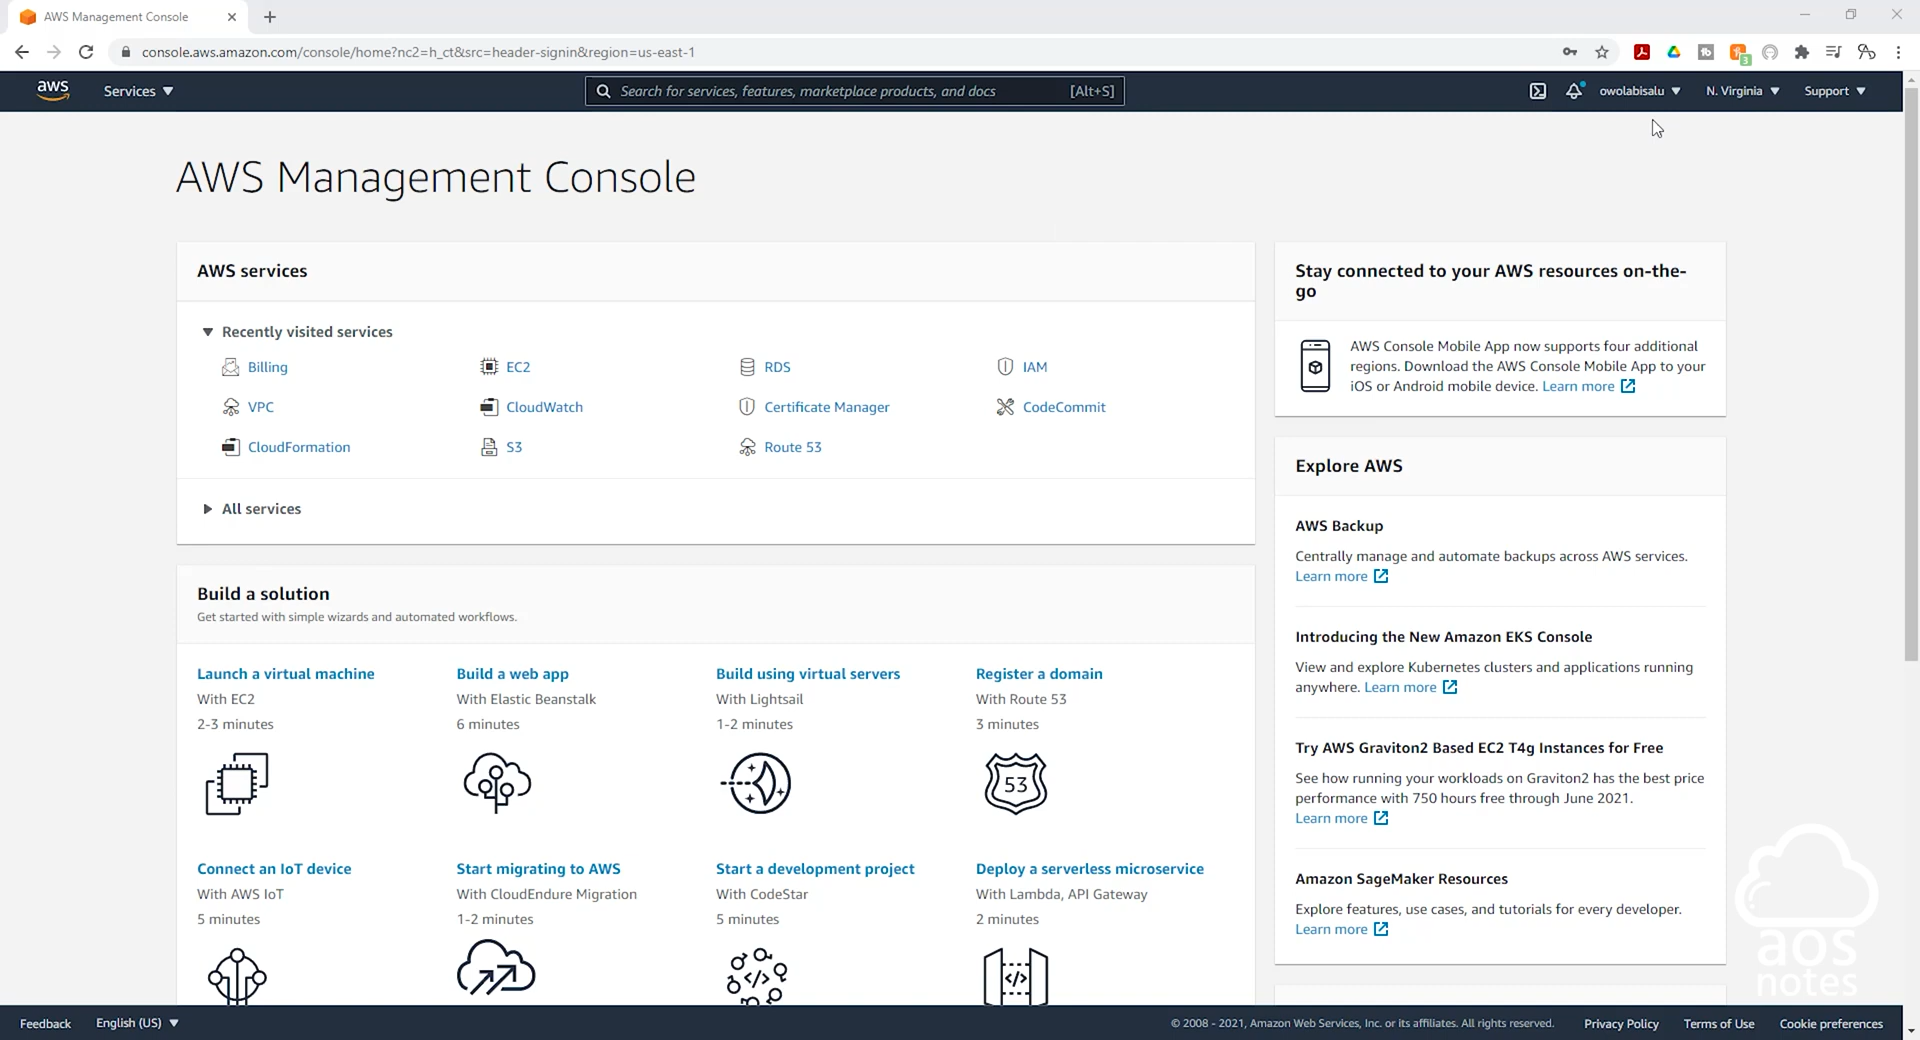 AWS Management Console
console.aws.amazon.com/console/home?nc2=h_ct&src=header-signin&region=us-east-1
3
aws
Services
Search for services, features, marketplace products, and docs [Alt+S]
owolabisalu
N. Virginia
Support
AWS Management Console
AWS services
Recently visited services
Billing
EC2
RDS
IAM
VPC
CloudWatch
Certificate Manager
CodeCommit
CloudFormation
S3
Route 53
All services
Build a solution
Get started with simple wizards and automated workflows.
Launch a virtual machine
With EC2
2-3 minutes
Build a web app
With Elastic Beanstalk
6 minutes
Build using virtual servers
With Lightsail
1-2 minutes
Register a domain
With Route 53
3 minutes
53
Connect an IoT device
With AWS IoT
5 minutes
Start migrating to AWS
With CloudEndure Migration
1-2 minutes
Start a development project
With CodeStar
5 minutes
</>
Deploy a serverless microservice
With Lambda, API Gateway
2 minutes
</>
Stay connected to your AWS resources on-the-
go
AWS Console Mobile App now supports four additional
regions. Download the AWS Console Mobile App to your
iOS or Android mobile device. Learn more
Explore AWS
AWS Backup
Centrally manage and automate backups across AWS services.
Learn more
Introducing the New Amazon EKS Console
View and explore Kubernetes clusters and applications running
anywhere. Learn more
Try AWS Graviton2 Based EC2 T4g Instances for Free
See how running your workloads on Graviton2 has the best price
performance with 750 hours free through June 2021.
Learn more
Amazon SageMaker Resources
Explore features, use cases, and tutorials for every developer.
Learn more
aos
notes
Feedback
English (US)
© 2008 - 2021, Amazon Web Services, Inc. or its affiliates. All rights reserved.
Privacy Policy
Terms of Use
Cookie preferences